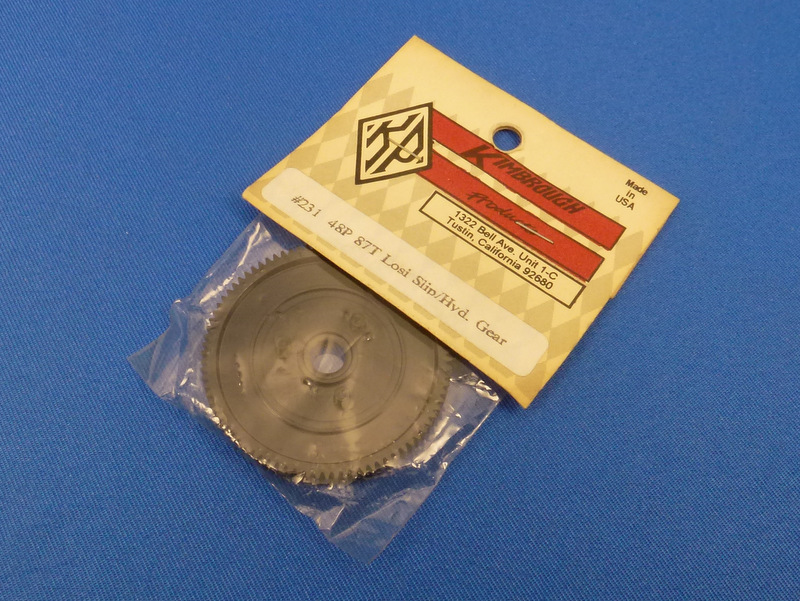 KP
KIMBROUGH
Products
Made
in
USA
1322 Bell Ave. Unit 1-C
Tustin, California 92680
#231 48P 87T Losi Slip/Hyd. Gear